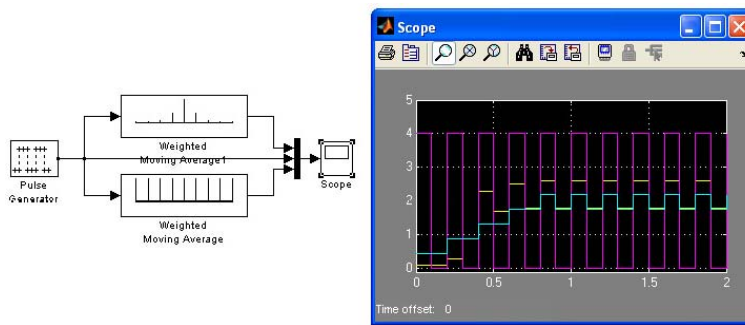 Pulse
Generator
Weighted
Moving Average1
Weighted
Moving Average
Scope
Scope
5
4
3
2
1
0
0
0.5
1
1.5
2
Time offset: 0